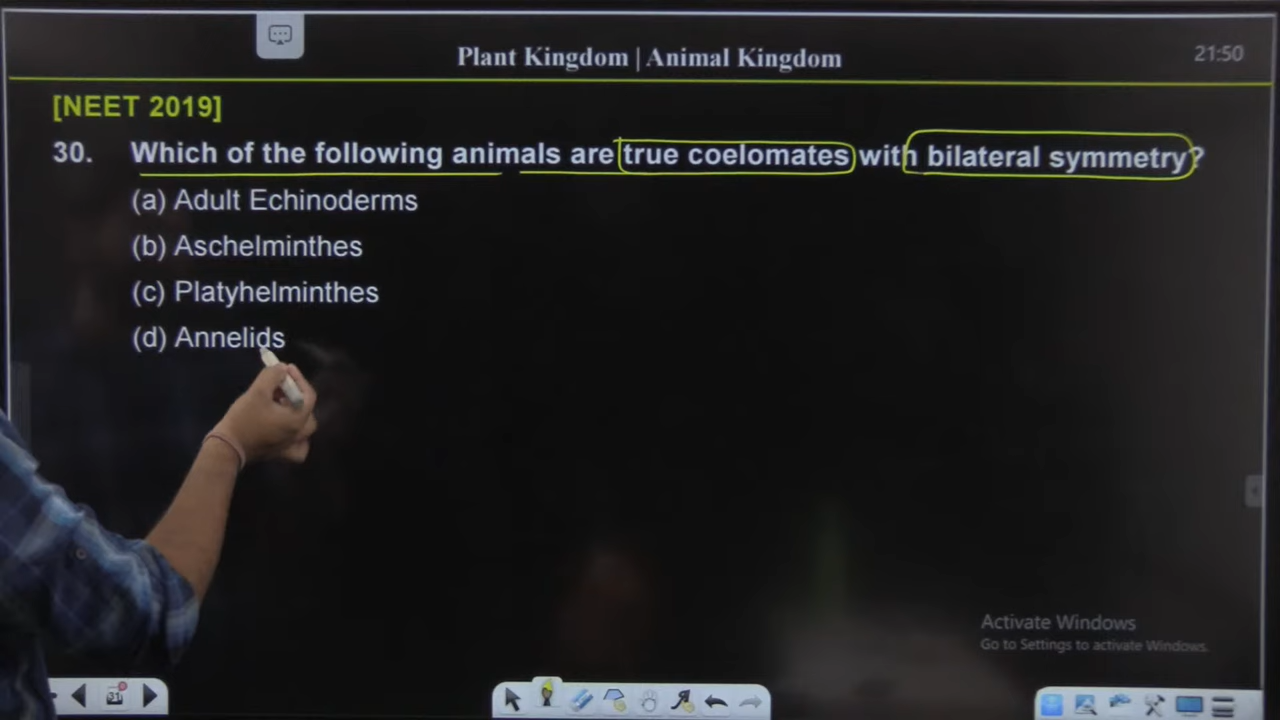 Plant Kingdom | Animal Kingdom
21:50
[NEET 2019]
30. Which of the following animals are true coelomates with bilateral symmetry?
(a) Adult Echinoderms
(b) Aschelminthes
(c) Platyhelminthes
(d) Annelids
Activate Windows
Go to Settings to activate Windows.
31